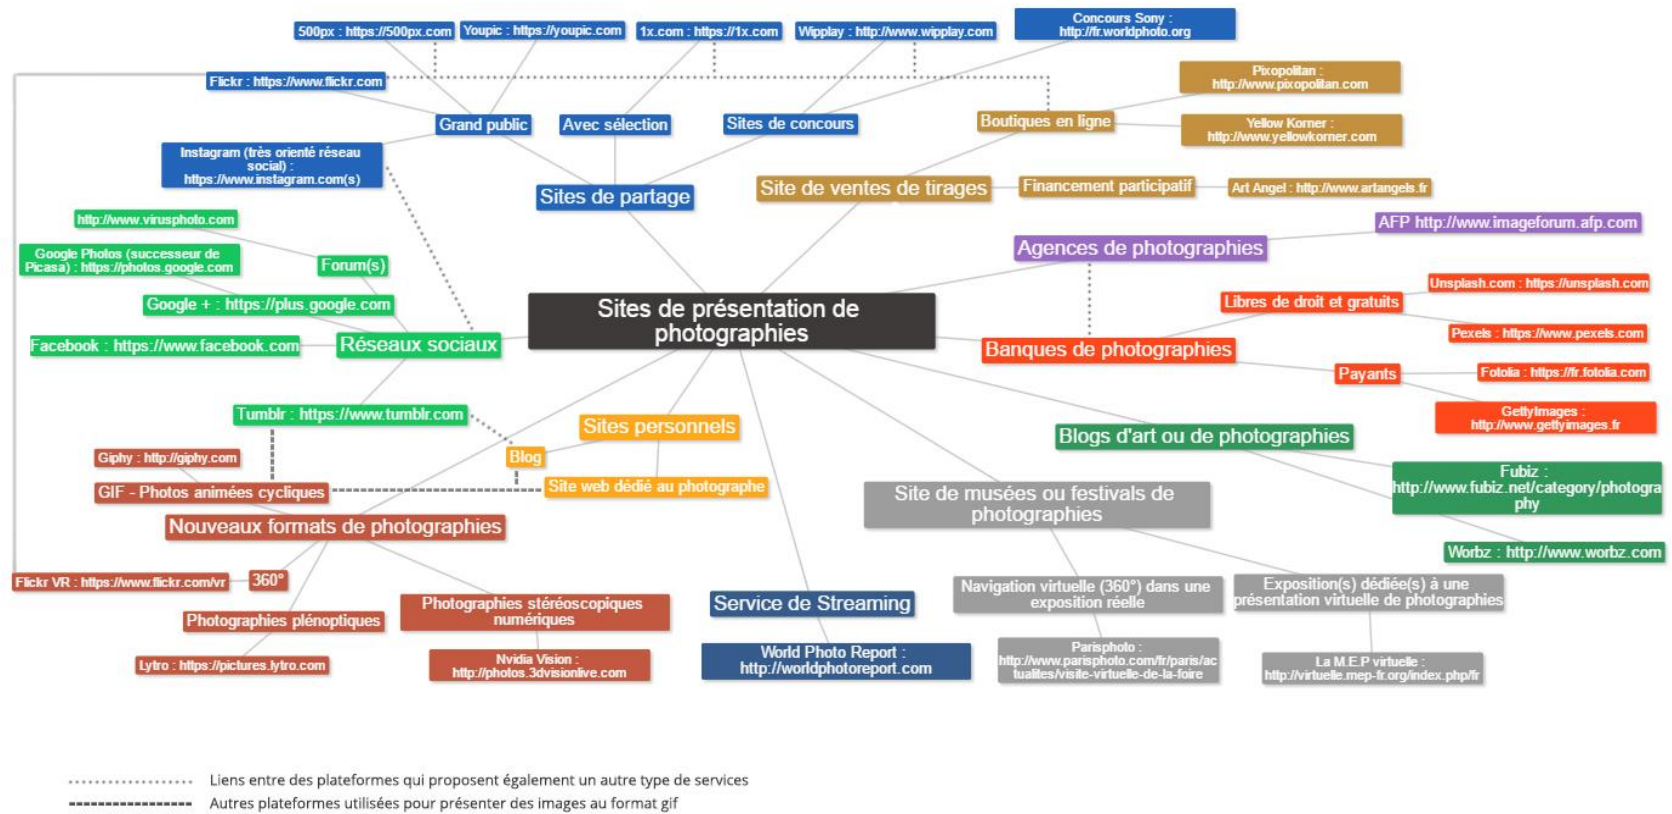 500px : https://500px.com
Youpic : https://youpic.com
1x.com : https://1x.com
Wipplay : http://www.wipplay.com
Concours Sony :
http://fr.worldphoto.org
Flickr : https://www.flickr.com
Pixopolitan :
http://www.pixopolitan.com
Grand public
Avec sélection
Sites de concours
Boutiques en ligne
Yellow Korner :
http://www.yellowkorner.com
Instagram (très orienté réseau
social) :
https://www.instagram.com(s)
Sites de partage
Site de ventes de tirages
Financement participatif
Art Angel : http://www.artangels.fr
http://www.virusphoto.com
AFP http://www.imageforum.afp.com
Agences de photographies
Google Photos (successeur de
Picasa) : https://photos.google.com
Forum(s)
Unsplash.com : https://unsplash.com
Libres de droit et gratuits
Google + : https://plus.google.com
Sites de présentation de
photographies
Pexels : https://www.pexels.com
Facebook : https://www.facebook.com
Réseaux sociaux
Banques de photographies
Payants
Fotolia : https://fr.fotolia.com
Tumblr : https://www.tumblr.com
Sites personnels
GettyImages :
http://www.gettyimages.fr
Blogs d'art ou de photographies
Giphy : http://giphy.com
Blog
Fubiz :
http://www.fubiz.net/category/photogra
phy
GIF - Photos animées cycliques
Site web dédié au photographe
Site de musées ou festivals de
photographies
Nouveaux formats de photographies
Worbz : http://www.worbz.com
Flickr VR : https://www.flickr.com/vr
360°
Navigation virtuelle (360°) dans une
exposition réelle
Exposition(s) dédiée(s) à une
présentation virtuelle de photographies
Photographies plénoptiques
Photographies stéréoscopiques
numériques
Service de Streaming
Lytro : https://pictures.lytro.com
Nvidia Vision :
http://photos.3dvisionlive.com
World Photo Report :
http://worldphotoreport.com
Parisphoto :
http://www.parisphoto.com/fr/paris/ac
tualites/visite-virtuelle-de-la-foire
La M.E.P virtuelle :
http://virtuelle.mep-fr.org/index.php/fr
Liens entre des plateformes qui proposent également un autre type de services
Autres plateformes utilisées pour présenter des images au format gif